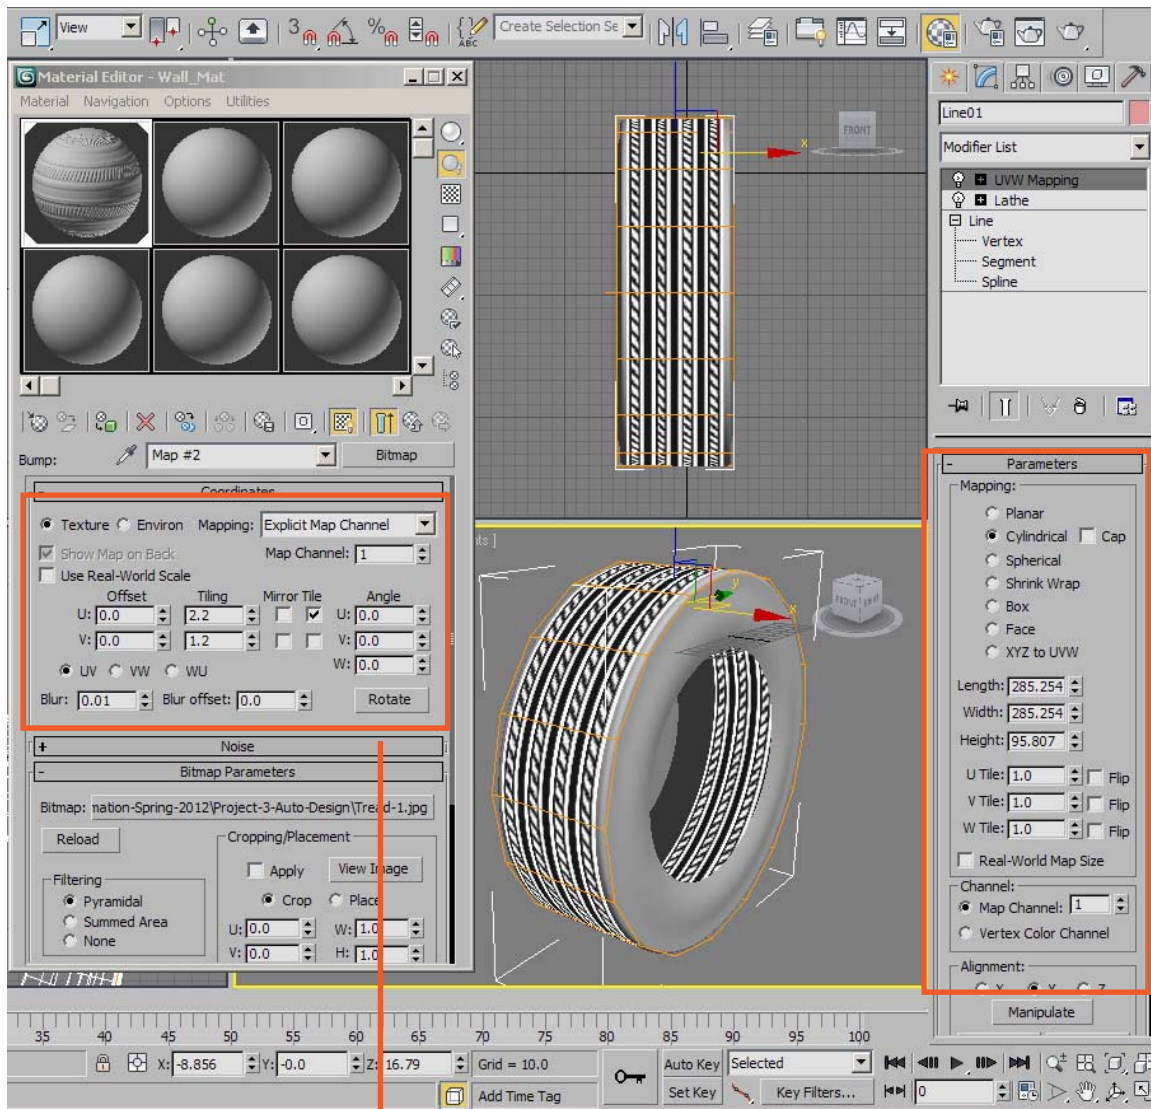 View
3
%
ABC
Create Selection Se
Material Editor - Wall_Mat
Material Navigation Options Utilities
Bump: Map #2 Bitmap
- Coordinates
Texture Environ Mapping: Explicit Map Channel
Show Map on Back Map Channel: 1
Use Real-World Scale
Offset Tiling Mirror Tile Angle
U: 0.0 2.2 U: 0.0
V: 0.0 1.2 V: 0.0
UV VW WU W: 0.0
Blur: 0.01 Blur offset: 0.0 Rotate
+ Noise
- Bitmap Parameters
Bitmap: mation-Spring-2012\Project-3-Auto-Design\Tread-1.jpg
Reload Cropping/Placement
Apply View Image
Filtering
Pyramidal Crop Place
Summed Area U: 0.0 W: 1.0
None V: 0.0 H: 1.0
FRONT
x
nts ]
y
x
FRONT
Line01
Modifier List
UVW Mapping
Lathe
Line
Vertex
Segment
Spline
- Parameters
Mapping:
Planar
Cylindrical Cap
Spherical
Shrink Wrap
Box
Face
XYZ to UVW
Length: 285.254
Width: 285.254
Height: 95.807
U Tile: 1.0 Flip
V Tile: 1.0 Flip
W Tile: 1.0 Flip
Real-World Map Size
Channel:
Map Channel: 1
Vertex Color Channel
Alignment:
X Y Z
Manipulate
35 40 45 50 55 60 65 70 75 80 85 90 95 100
X: -8.856 Y: -0.0 Z: 16.79 Grid = 10.0 Auto Key Selected
Add Time Tag Set Key Key Filters... 0